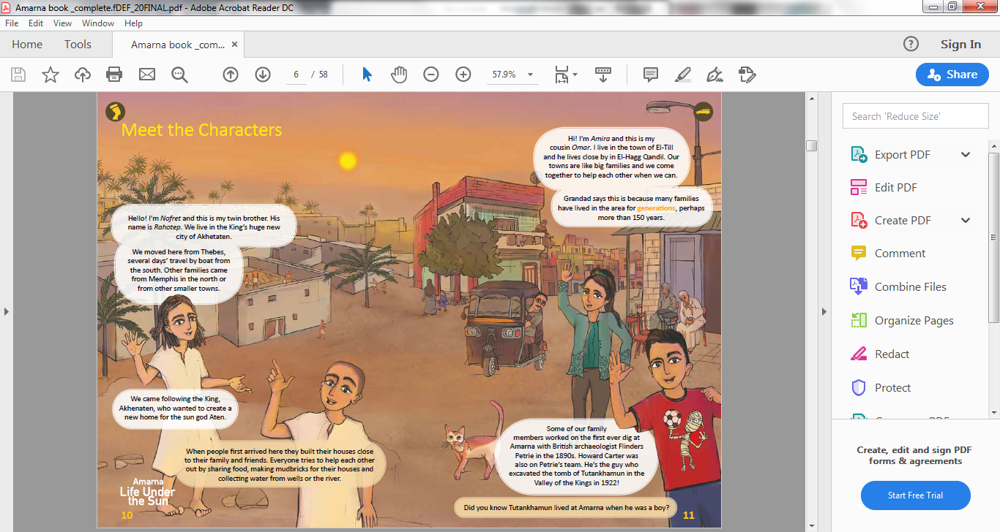 Amarna book _complete.fDEF_20FINAL.pdf - Adobe Acrobat Reader DC
File Edit View Window Help
Home Tools Amarna book _com... × ? Sign In
6 / 58 57.9% Share
Meet the Characters
Hello! I'm Nofret and this is my twin brother. His
name is Rahotep. We live in the King's huge new
city of Akhetaten.
We moved here from Thebes,
several days' travel by boat from
the south. Other families came
from Memphis in the north or
from other smaller towns.
We came following the King,
Akhenaten, who wanted to create a
new home for the sun god Aten.
When people first arrived here they built their houses close
to their family and friends. Everyone tries to help each other
out by sharing food, making mudbricks for their houses and
collecting water from wells or the river.
Amarna
Life Under
the Sun
10
Hi! I'm Amira and this is my
cousin Omar. I live in the town of El-Till
and he lives close by in El-Hagg Qandil. Our
towns are like big families and we come
together to help each other when we can.
Grandad says this is because many families
have lived in the area for generations, perhaps
more than 150 years.
Some of our family
members worked on the first ever dig at
Amarna with British archaeologist Flinders
Petrie in the 1890s. Howard Carter was
also on Petrie's team. He's the guy who
excavated the tomb of Tutankhamun in the
Valley of the Kings in 1922!
Did you know Tutankhamun lived at Amarna when he was a boy?
11
Search 'Reduce Size'
Export PDF
Edit PDF
Create PDF
Comment
Combine Files
Organize Pages
Redact
Protect
Create, edit and sign PDF
forms & agreements
Start Free Trial